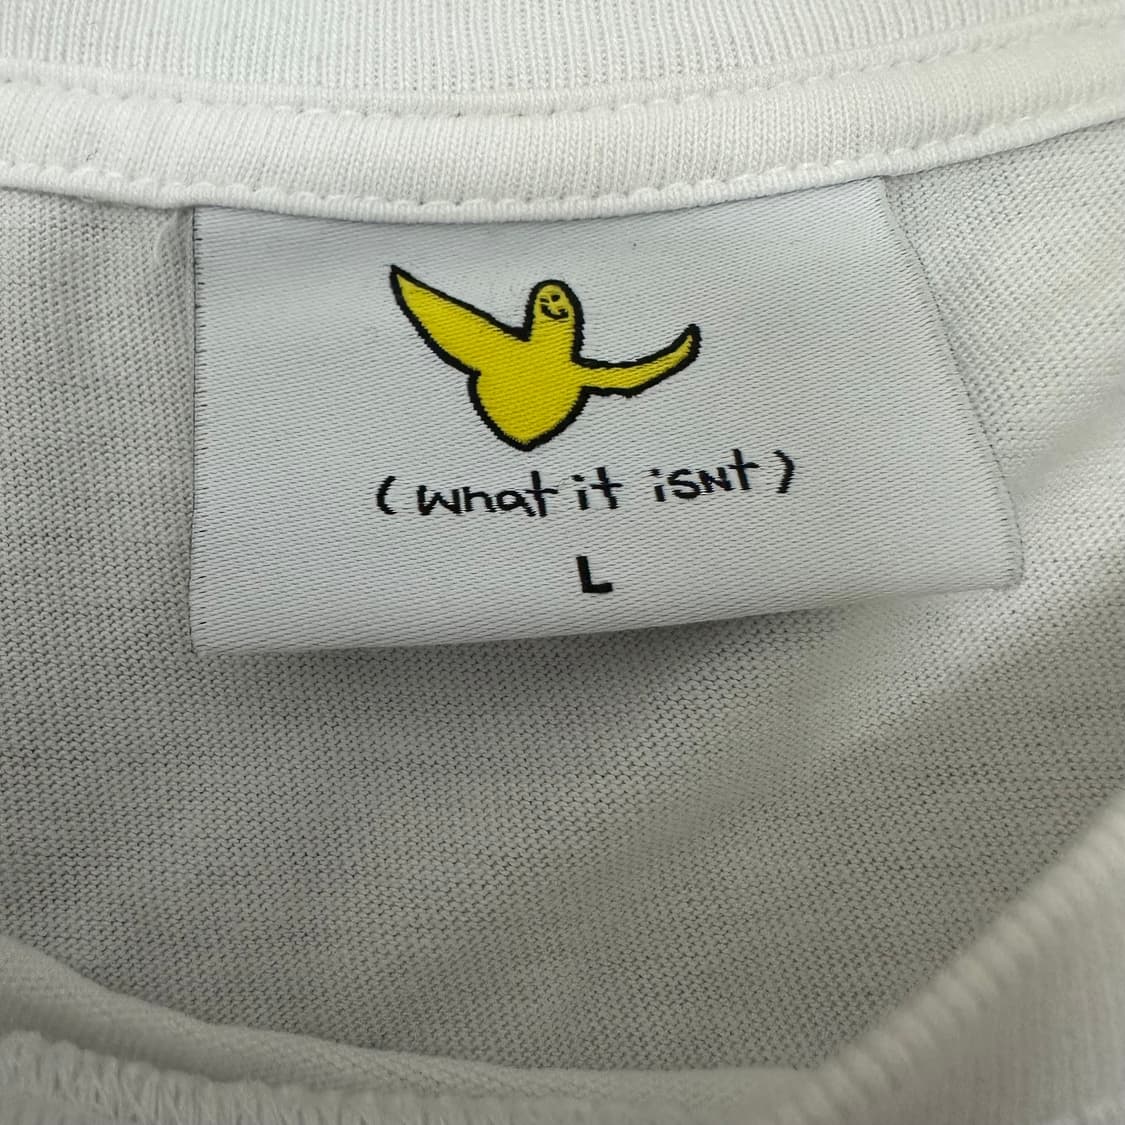 (what it isNt)
L